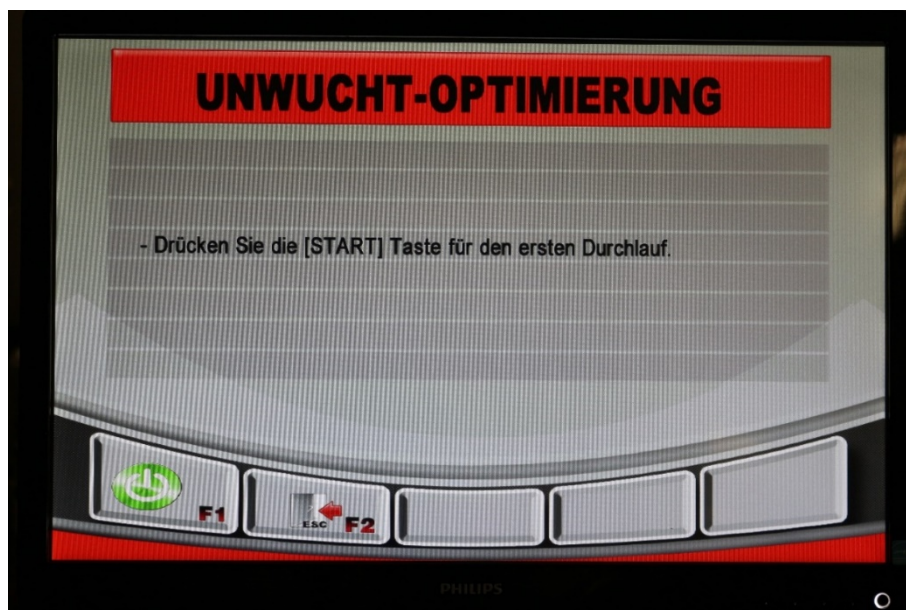 UNWUCHT-OPTIMIERUNG
- Drücken Sie die [START] Taste für den ersten Durchlauf.
F1
ESC F2
PHILIPS